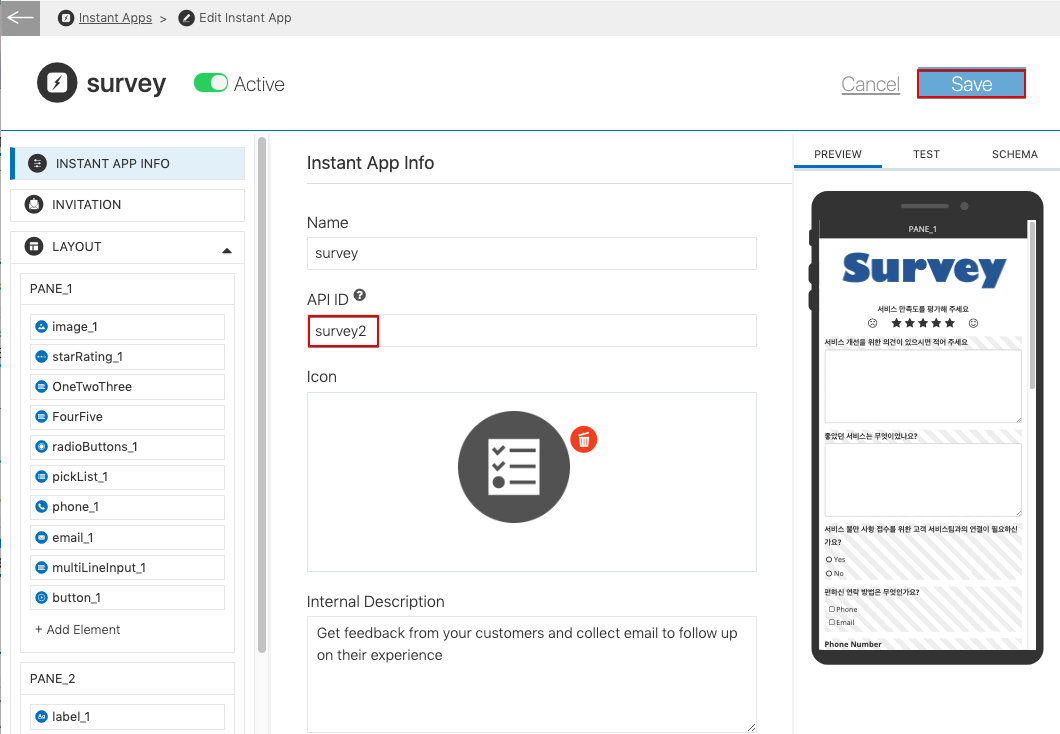 Instant Apps > Edit Instant App
survey Active
Cancel Save
INSTANT APP INFO
INVITATION
LAYOUT
PANE_1
image_1
starRating_1
OneTwoThree
FourFive
radioButtons_1
pickList_1
phone_1
email_1
multiLineInput_1
button_1
+ Add Element
PANE_2
label_1
Instant App Info
Name
survey
API ID
survey2
Icon
Internal Description
Get feedback from your customers and collect email to follow up
on their experience
PREVIEW TEST SCHEMA
PANE_1
Survey
서비스 만족도를 평가해 주세요
서비스 개선을 위한 의견이 있으시면 적어 주세요
좋았던 서비스는 무엇이었나요?
서비스 불만 사항 접수를 위한 고객 서비스팀과의 연결이 필요하신
가요?
Yes
No
편하신 연락 방법은 무엇인가요?
Phone
Email
Phone Number